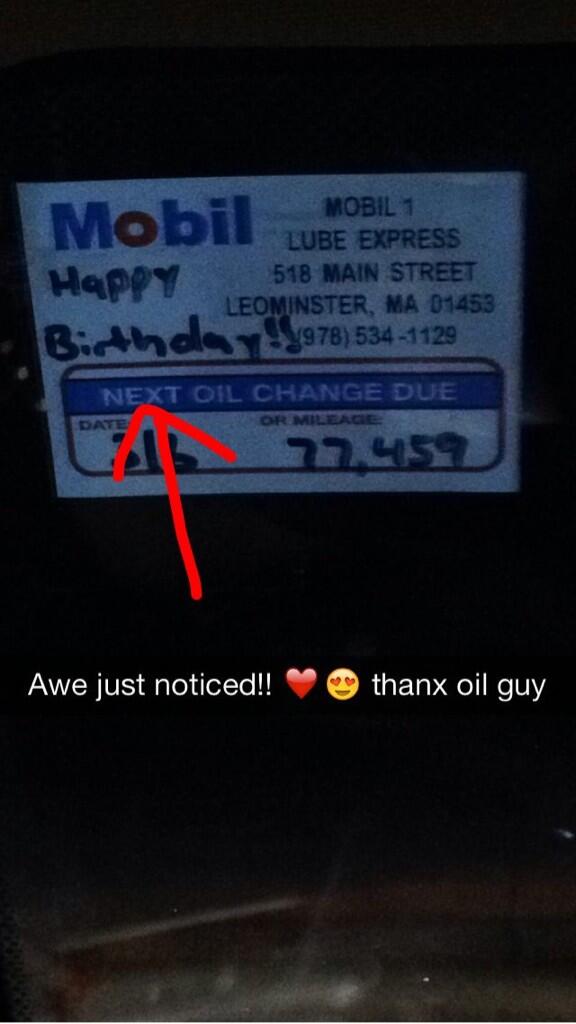 Mobil
MOBIL 1
LUBE EXPRESS
518 MAIN STREET
LEOMINSTER, MA 01453
(978) 534-1129
Happy
Birthday!!
NEXT OIL CHANGE DUE
DATE
OR MILEAGE:
77,459
Awe just noticed!! ❤️😍 thanx oil guy